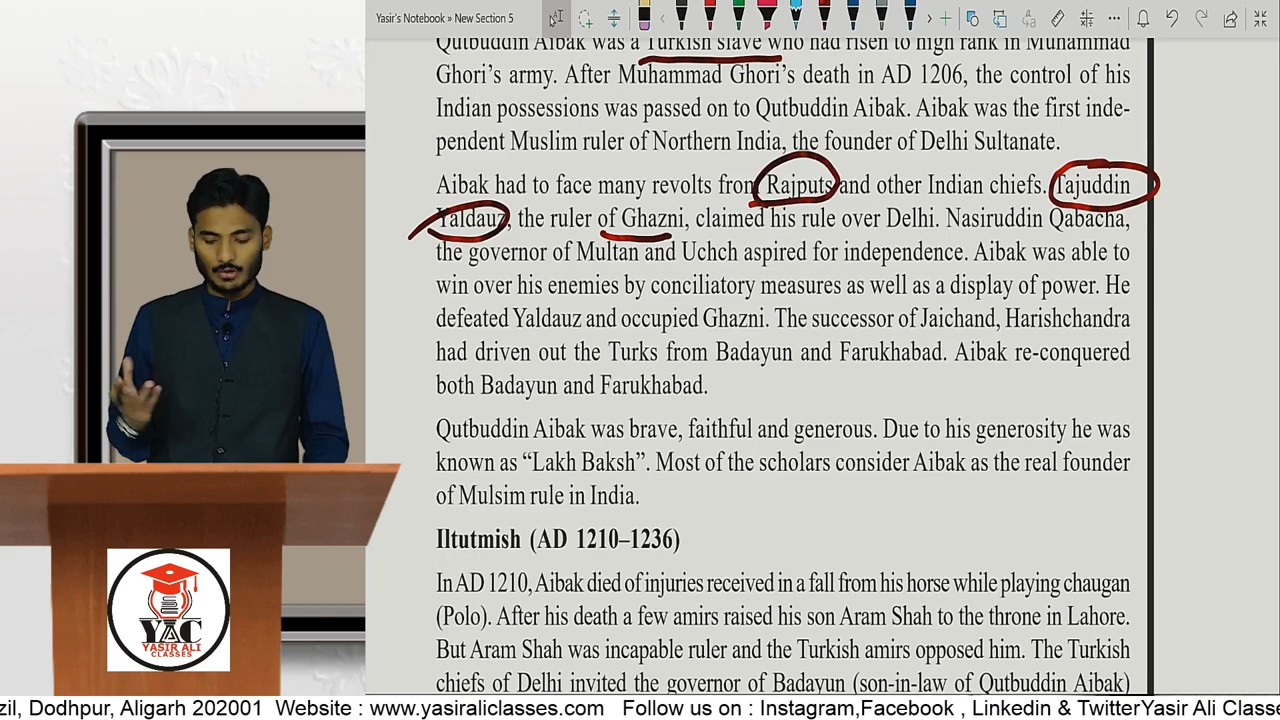 Yasir's Notebook » New Section 5
Qutbuddin Aibak was a Turkish slave who had risen to high rank in Muhammad
Ghori's army. After Muhammad Ghori's death in AD 1206, the control of his
Indian possessions was passed on to Qutbuddin Aibak. Aibak was the first inde-
pendent Muslim ruler of Northern India, the founder of Delhi Sultanate.
Aibak had to face many revolts from Rajputs and other Indian chiefs. Tajuddin
Yaldauz, the ruler of Ghazni, claimed his rule over Delhi. Nasiruddin Qabacha,
the governor of Multan and Uchch aspired for independence. Aibak was able to
win over his enemies by conciliatory measures as well as a display of power. He
defeated Yaldauz and occupied Ghazni. The successor of Jaichand, Harishchandra
had driven out the Turks from Badayun and Farukhabad. Aibak re-conquered
both Badayun and Farukhabad.
Qutbuddin Aibak was brave, faithful and generous. Due to his generosity he was
known as “Lakh Baksh”. Most of the scholars consider Aibak as the real founder
of Mulsim rule in India.
Iltutmish (AD 1210–1236)
In AD 1210, Aibak died of injuries received in a fall from his horse while playing chaugan
(Polo). After his death a few amirs raised his son Aram Shah to the throne in Lahore.
But Aram Shah was incapable ruler and the Turkish amirs opposed him. The Turkish
chiefs of Delhi invited the governor of Badayun (son-in-law of Qutbuddin Aibak)
YAC
YASIR ALI
CLASSES
zil, Dodhpur, Aligarh 202001 Website : www.yasiraliclasses.com Follow us on : Instagram,Facebook , Linkedin & TwitterYasir Ali Classe